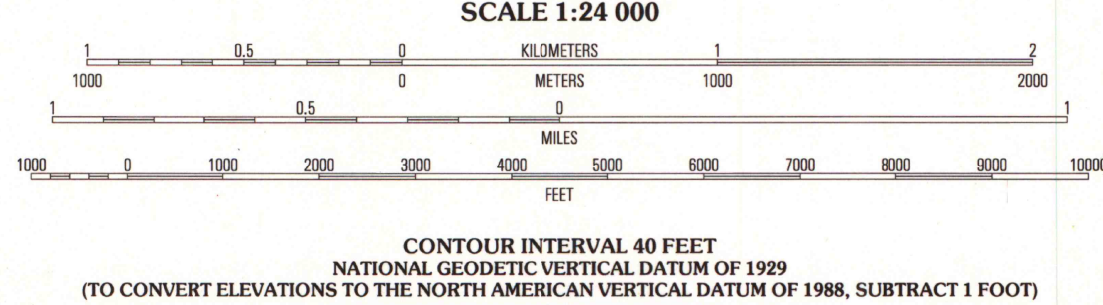 SCALE 1:24 000
1 0.5 0 KILOMETERS 1 2
1000 0 METERS 1000 2000
1 0.5 0 1
MILES
1000 0 1000 2000 3000 4000 5000 6000 7000 8000 9000 10000
FEET
CONTOUR INTERVAL 40 FEET
NATIONAL GEODETIC VERTICAL DATUM OF 1929
(TO CONVERT ELEVATIONS TO THE NORTH AMERICAN VERTICAL DATUM OF 1988, SUBTRACT 1 FOOT)